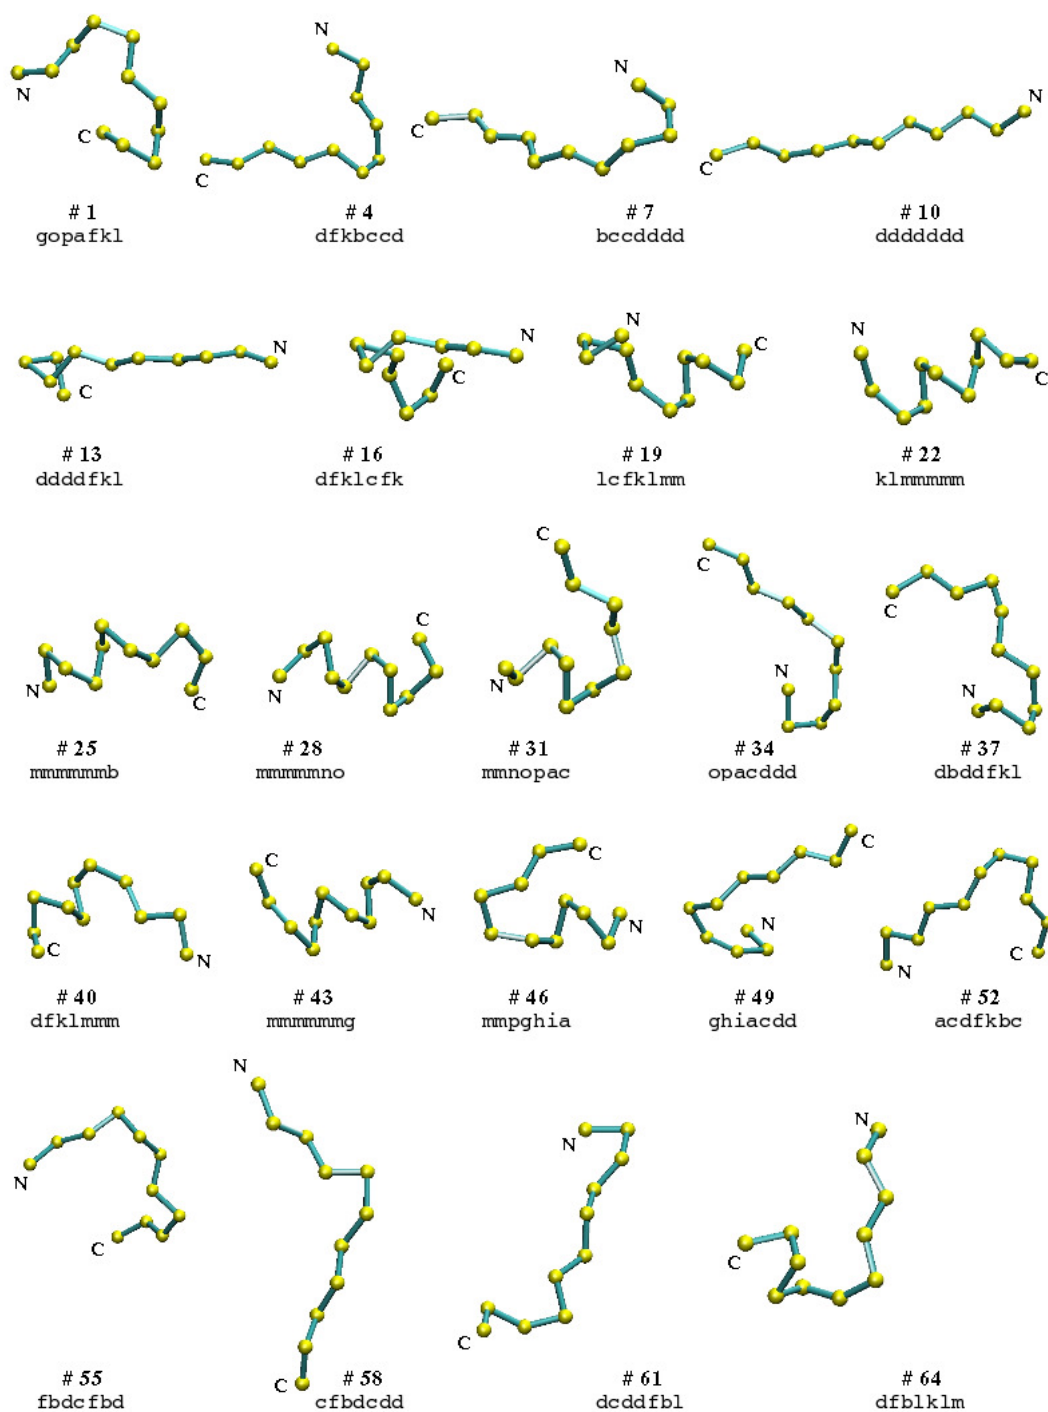 N
N
N
N
C
C
C
C
# 1
# 4
# 7
# 10
gopafkl
dfkbccd
bccdddd
ddddddd
N
N
N
C
N
C
C
C
# 13
# 16
# 19
# 22
ddddfkl
dfklcfk
lcfklmm
klmmmmm
C
C
C
C
N
N
N
N
N
C
# 25
# 28
# 31
# 34
# 37
mmmmmmb
mmmmmno
mmnopac
opacddd
dbddfkl
C
C
C
N
N
N
C
N
N
C
# 40
# 43
# 46
# 49
# 52
dfklmmm
mmmmmmg
mmpghia
ghiacdd
acdfkbc
N
N
N
N
C
C
C
C
# 55
# 58
# 61
# 64
fbdcfbd
cfbdcdd
dcddfbl
dfblklm